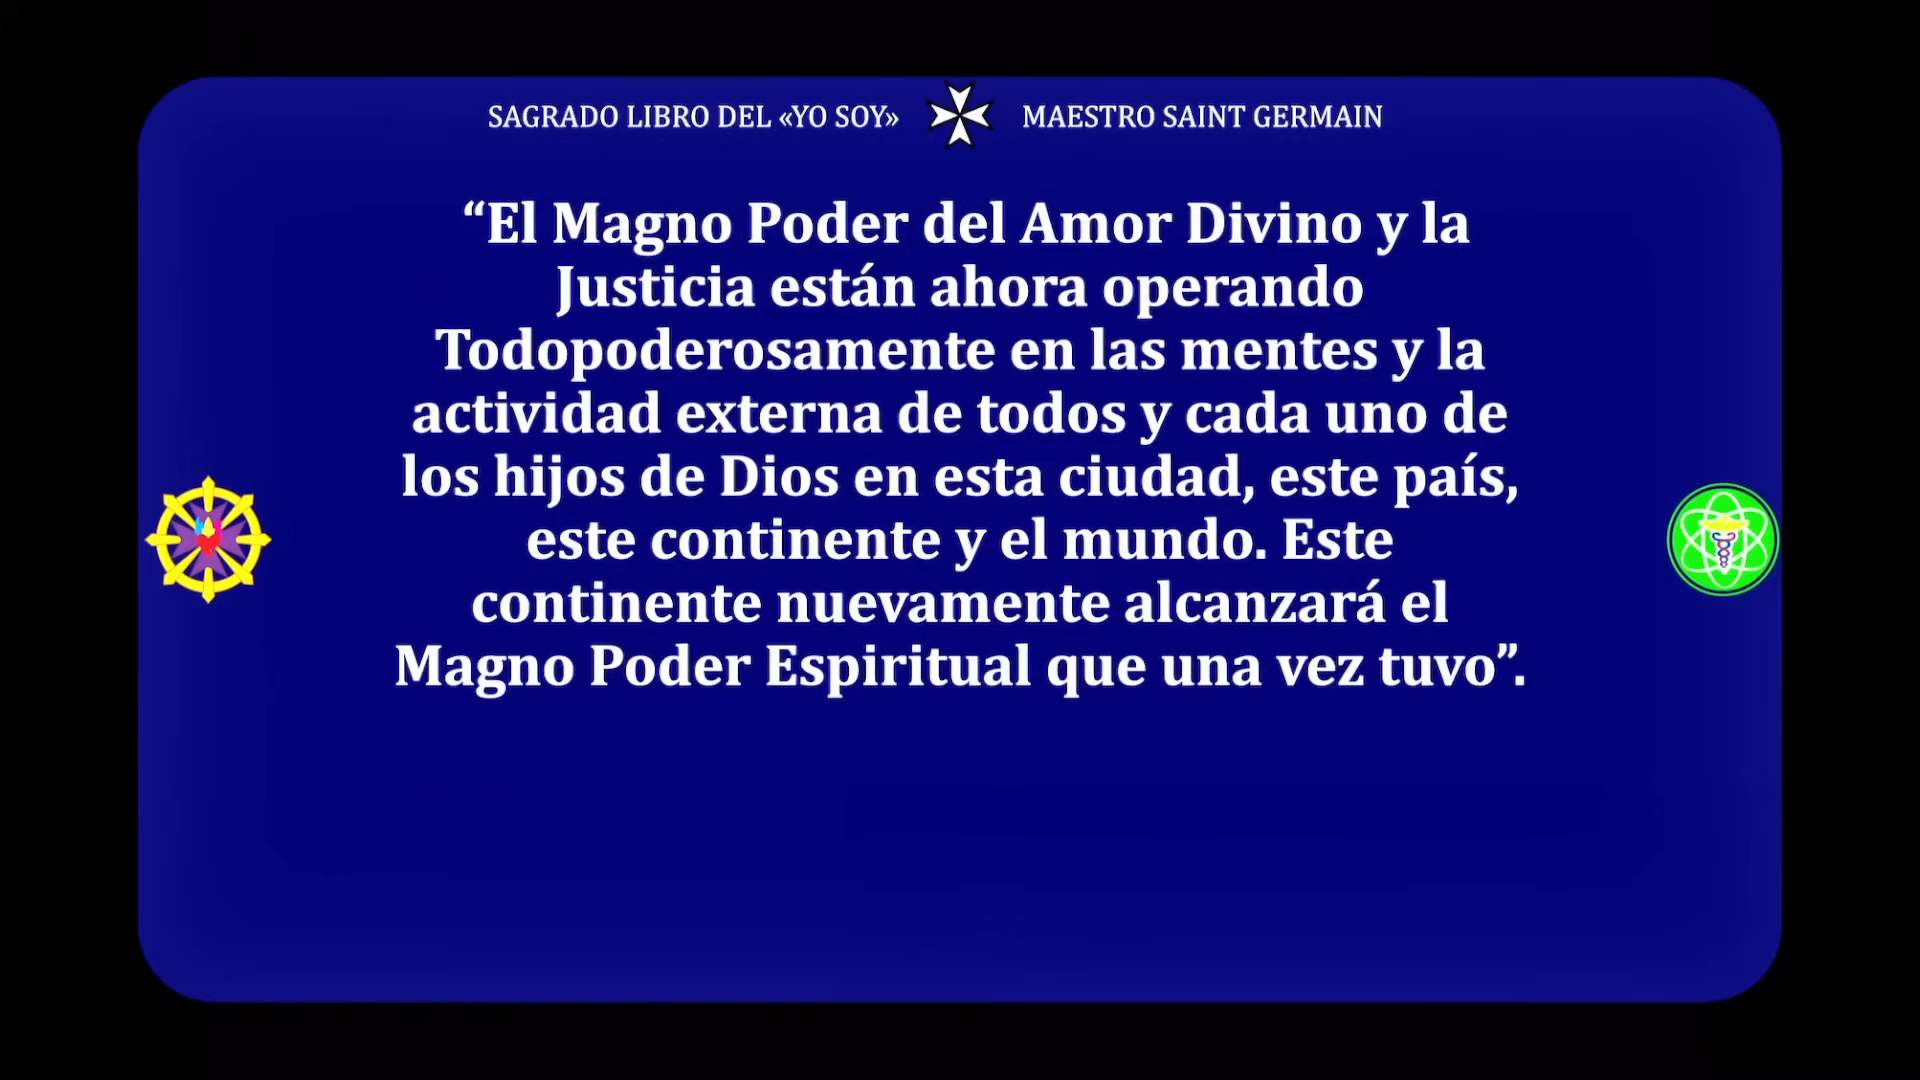 SAGRADO LIBRO DEL «YO SOY» MAESTRO SAINT GERMAIN
“El Magno Poder del Amor Divino y la
Justicia están ahora operando
Todopoderosamente en las mentes y la
actividad externa de todos y cada uno de
los hijos de Dios en esta ciudad, este país,
este continente y el mundo. Este
continente nuevamente alcanzará el
Magno Poder Espiritual que una vez tuvo”.